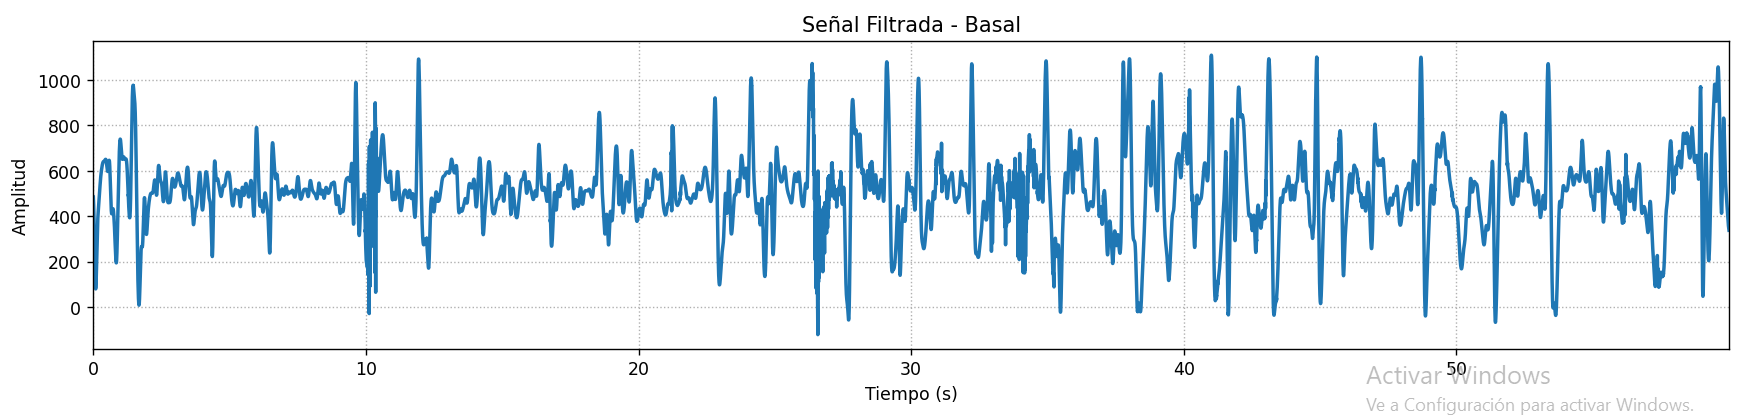 Señal Filtrada - Basal
1000
800
600
400
200
0
Amplitud
0 10 20 30 40 50
Tiempo (s)
Activar Windows
Ve a Configuración para activar Windows.